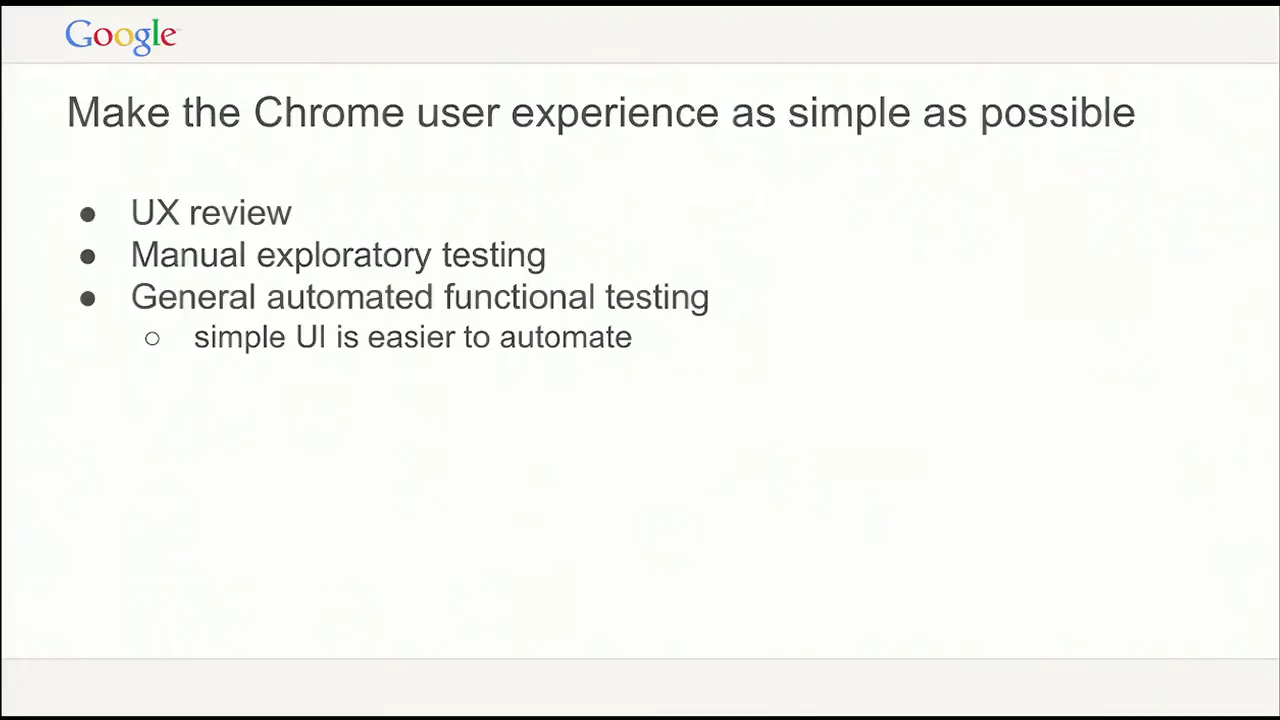 Google
Make the Chrome user experience as simple as possible
● UX review
● Manual exploratory testing
● General automated functional testing
○ simple UI is easier to automate